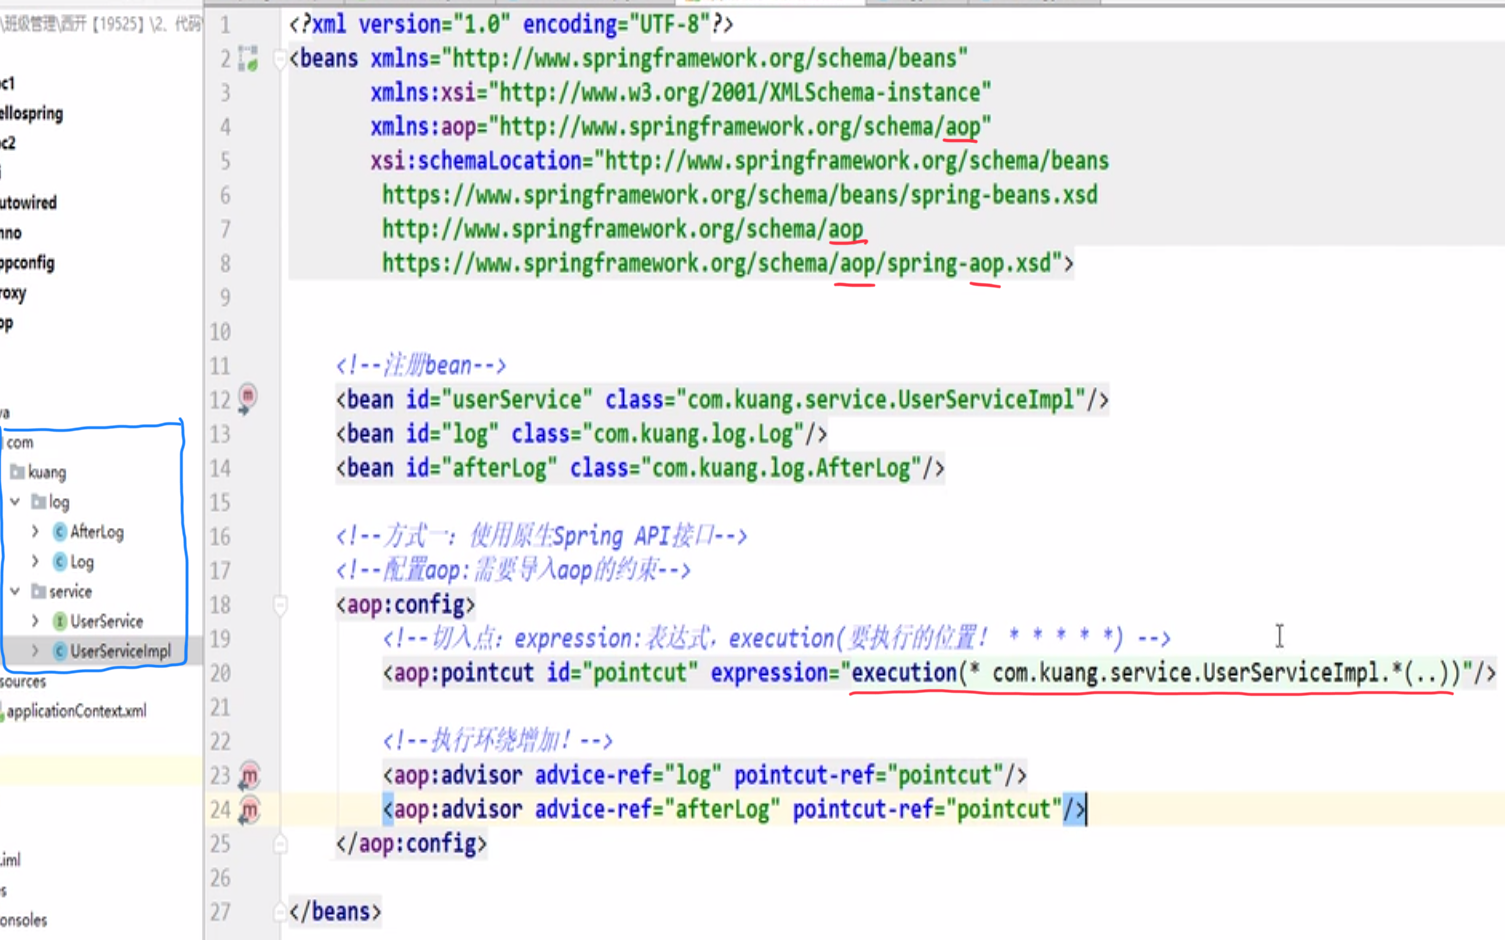 \班级管理\西开【19525】\2、代码
oc1
ellospring
oc2
utowired
nno
ppconfig
roxy
op
va
com
kuang
log
AfterLog
Log
service
UserService
UserServiceImpl
sources
applicationContext.xml
.iml
es
onsoles
1 <?xml version="1.0" encoding="UTF-8"?>
2 <beans xmlns="http://www.springframework.org/schema/beans"
3 xmlns:xsi="http://www.w3.org/2001/XMLSchema-instance"
4 xmlns:aop="http://www.springframework.org/schema/aop"
5 xsi:schemaLocation="http://www.springframework.org/schema/beans
6 https://www.springframework.org/schema/beans/spring-beans.xsd
7 http://www.springframework.org/schema/aop
8 https://www.springframework.org/schema/aop/spring-aop.xsd">
9
10
11 <!--注册bean-->
12 <bean id="userService" class="com.kuang.service.UserServiceImpl"/>
13 <bean id="log" class="com.kuang.log.Log"/>
14 <bean id="afterLog" class="com.kuang.log.AfterLog"/>
15
16 <!--方式一：使用原生Spring API接口-->
17 <!--配置aop:需要导入aop的约束-->
18 <aop:config>
19 <!--切入点：expression:表达式，execution(要执行的位置！ * * * * *) -->
20 <aop:pointcut id="pointcut" expression="execution(* com.kuang.service.UserServiceImpl.*(..))"/>
21
22 <!--执行环绕增加！-->
23 <aop:advisor advice-ref="log" pointcut-ref="pointcut"/>
24 <aop:advisor advice-ref="afterLog" pointcut-ref="pointcut"/>
25 </aop:config>
26
27 </beans>